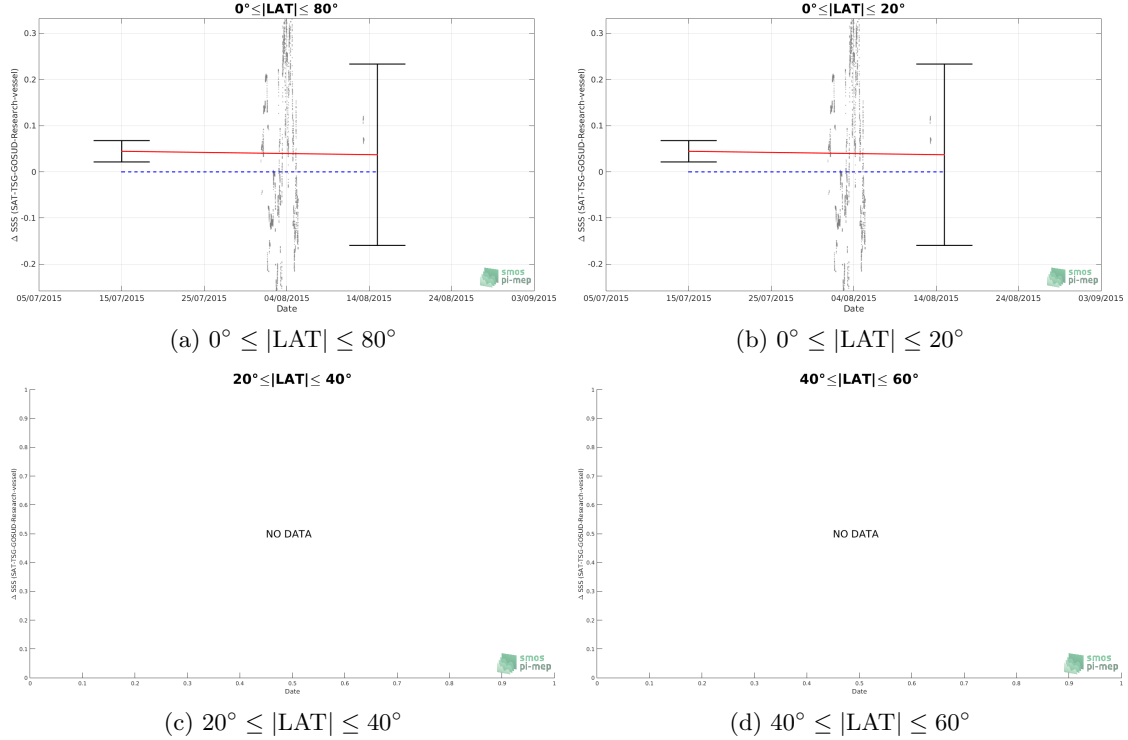 0°≤|LAT|≤ 80°
Δ SSS (SAT-TSG-GOSUD-Research-vessel)
0.3
0.2
0.1
0
-0.1
-0.2
05/07/2015 15/07/2015 25/07/2015 04/08/2015 14/08/2015 24/08/2015 03/09/2015
Date
smos
pi-mep
(a) 0° ≤ |LAT| ≤ 80°
0°≤|LAT|≤ 20°
Δ SSS (SAT-TSG-GOSUD-Research-vessel)
0.3
0.2
0.1
0
-0.1
-0.2
05/07/2015 15/07/2015 25/07/2015 04/08/2015 14/08/2015 24/08/2015 03/09/2015
Date
smos
pi-mep
(b) 0° ≤ |LAT| ≤ 20°
20°≤|LAT|≤ 40°
Δ SSS (SAT-TSG-GOSUD-Research-vessel)
1
0.9
0.8
0.7
0.6
0.5
0.4
0.3
0.2
0.1
0
NO DATA
0 0.1 0.2 0.3 0.4 0.5 0.6 0.7 0.8 0.9 1
Date
smos
pi-mep
(c) 20° ≤ |LAT| ≤ 40°
40°≤|LAT|≤ 60°
Δ SSS (SAT-TSG-GOSUD-Research-vessel)
1
0.9
0.8
0.7
0.6
0.5
0.4
0.3
0.2
0.1
0
NO DATA
0 0.1 0.2 0.3 0.4 0.5 0.6 0.7 0.8 0.9 1
Date
smos
pi-mep
(d) 40° ≤ |LAT| ≤ 60°